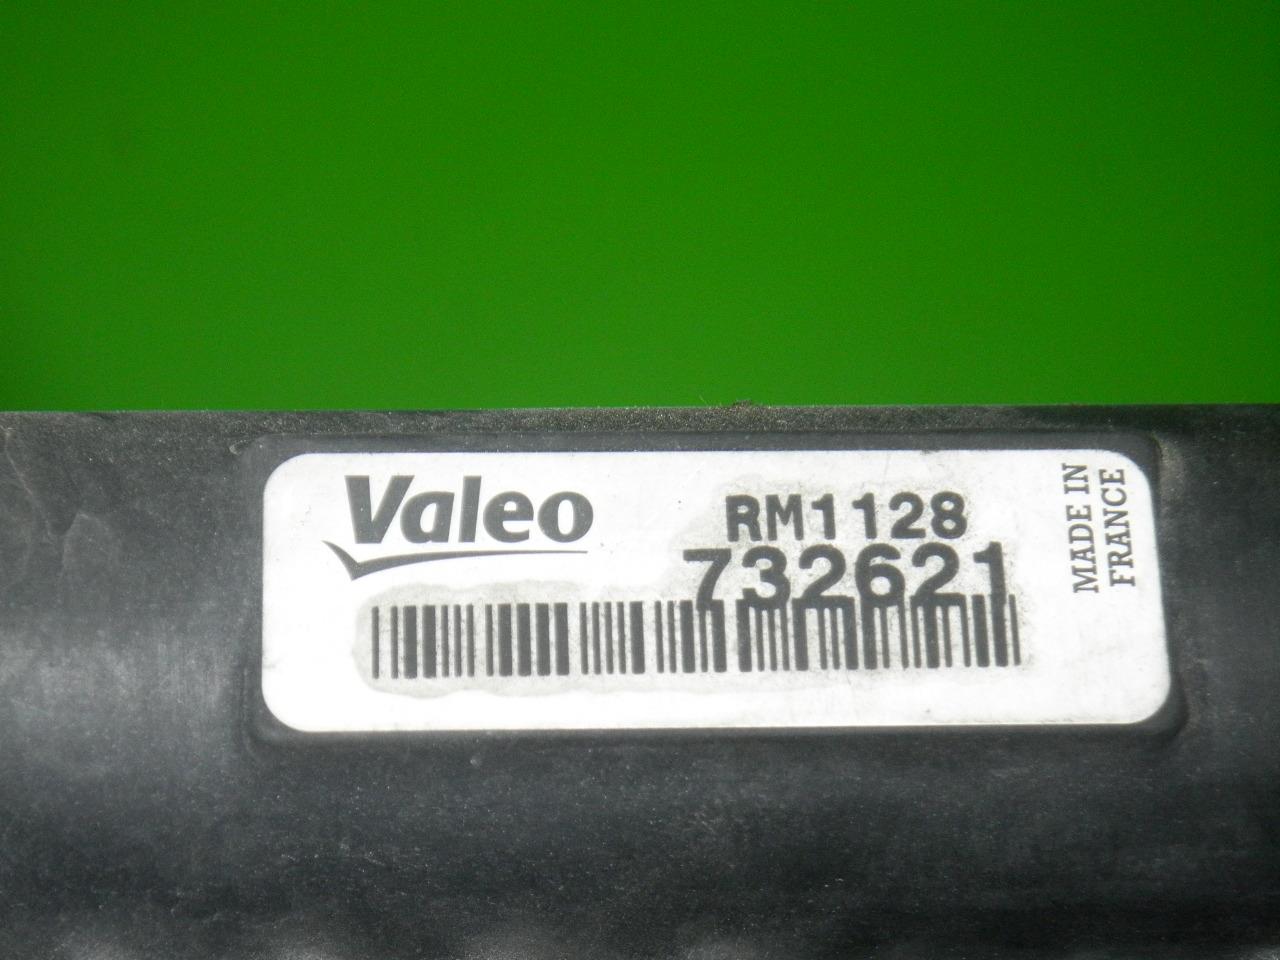 Valeo
RM1128
732621
MADE IN
FRANCE